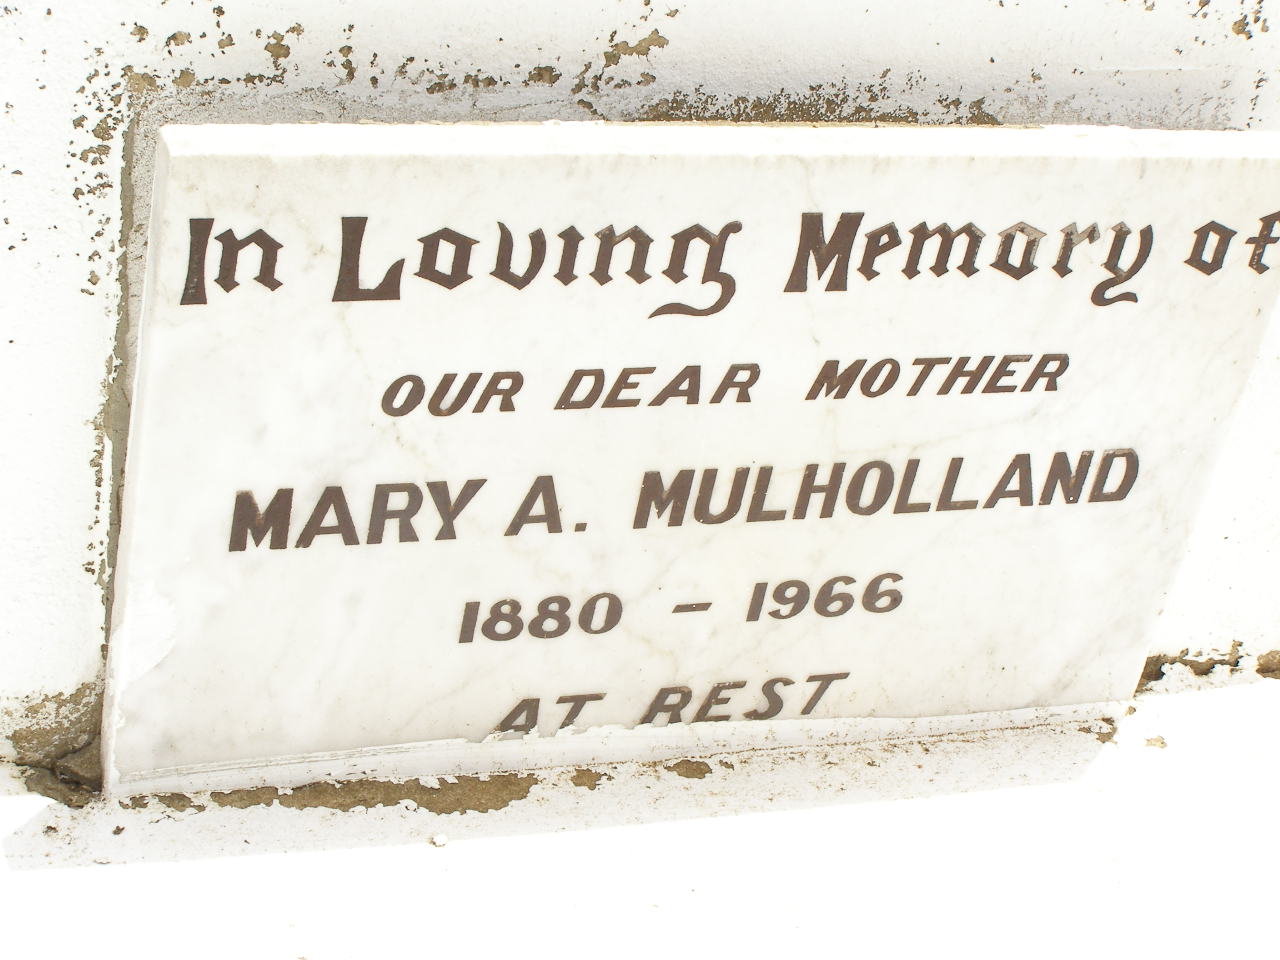 In Loving Memory of
OUR DEAR MOTHER
MARY A. MULHOLLAND
1880 - 1966
AT REST